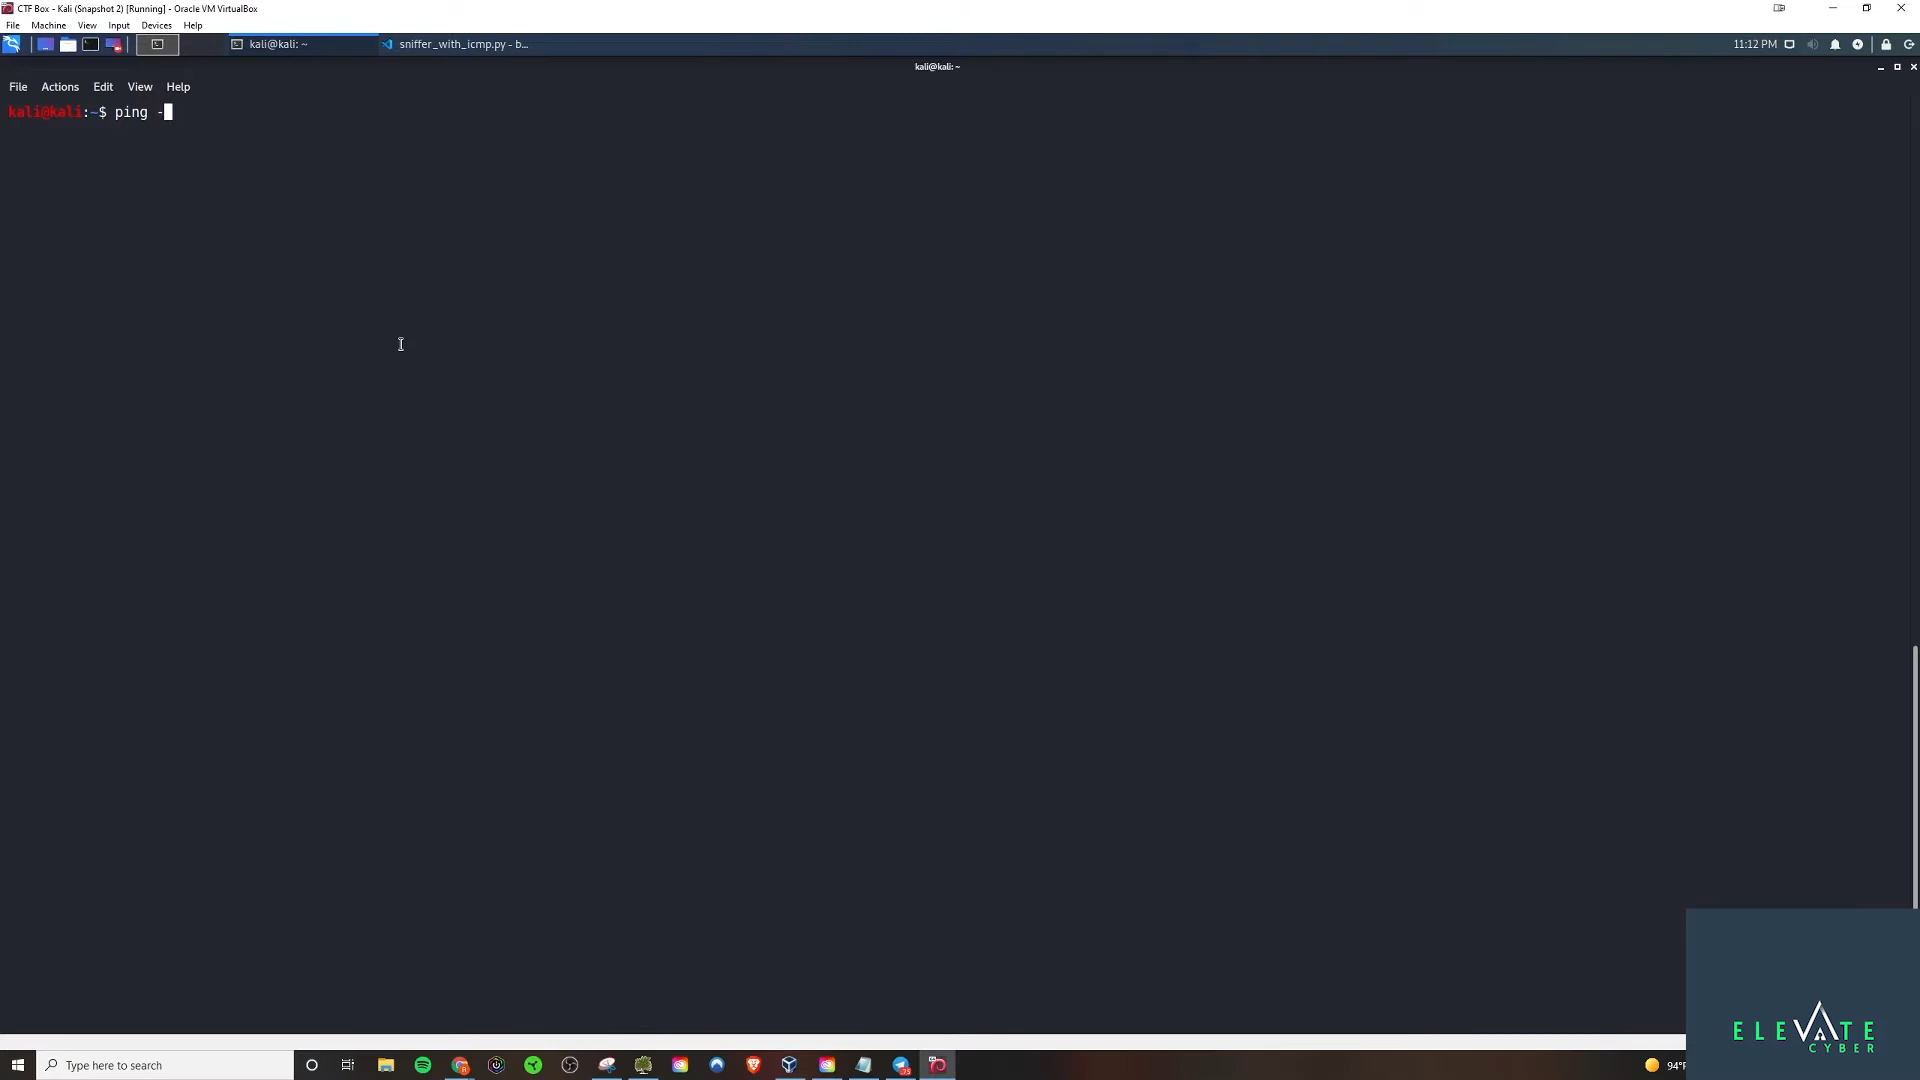 CTF Box - Kali (Snapshot 2) [Running] - Oracle VM VirtualBox
File Machine View Input Devices Help
kali@kali: ~ sniffer_with_icmp.py - b... 11:12 PM
kali@kali: ~
File Actions Edit View Help
kali@kali:~$ ping -
ELEVATE
CYBER
Type here to search 94°F